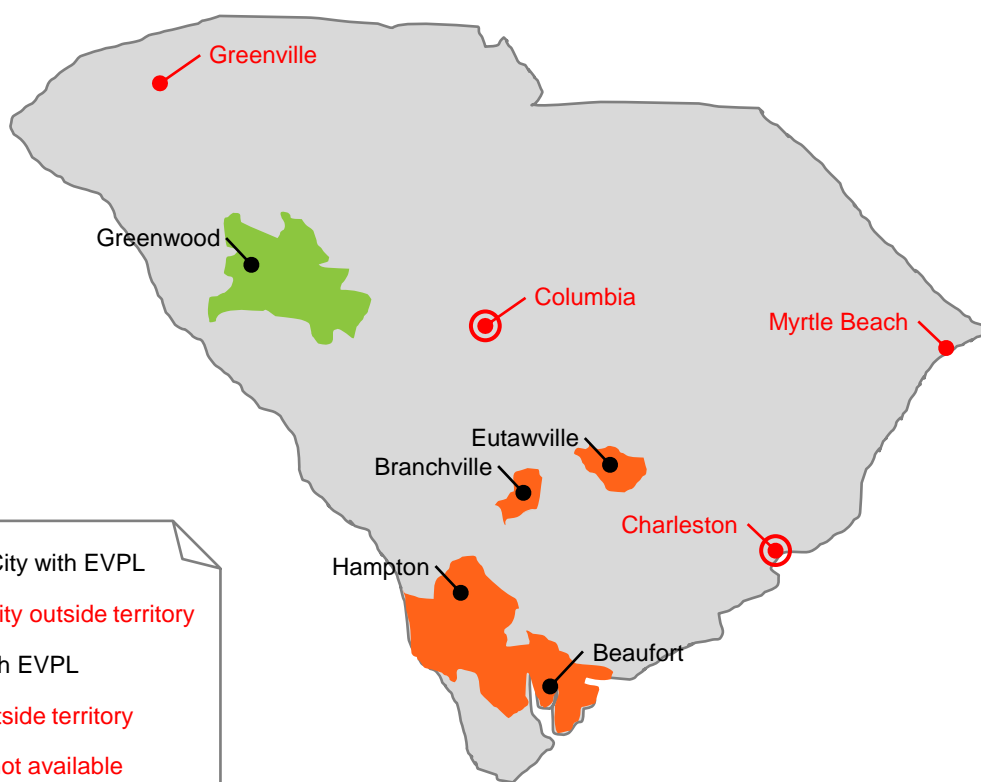 Greenville
Greenwood
Columbia
Myrtle Beach
Eutawville
Branchville
Charleston
Hampton
Beaufort
City with EVPL
ity outside territory
h EVPL
tside territory
ot available